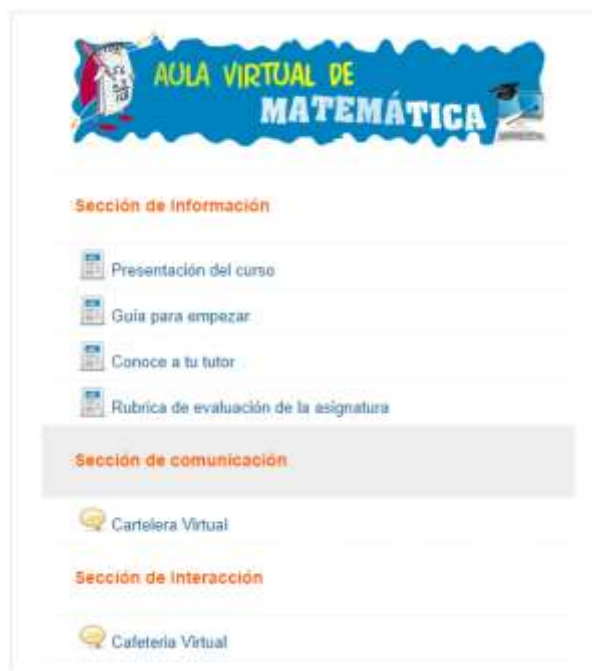 AULA VIRTUAL DE
MATEMÁTICA
Sección de Información
Presentación del curso
Guía para empezar
Conoce a tu tutor
Rubrica de evaluación de la asignatura
Sección de comunicación
Cartelera Virtual
Sección de Interacción
Cafeteria Virtual